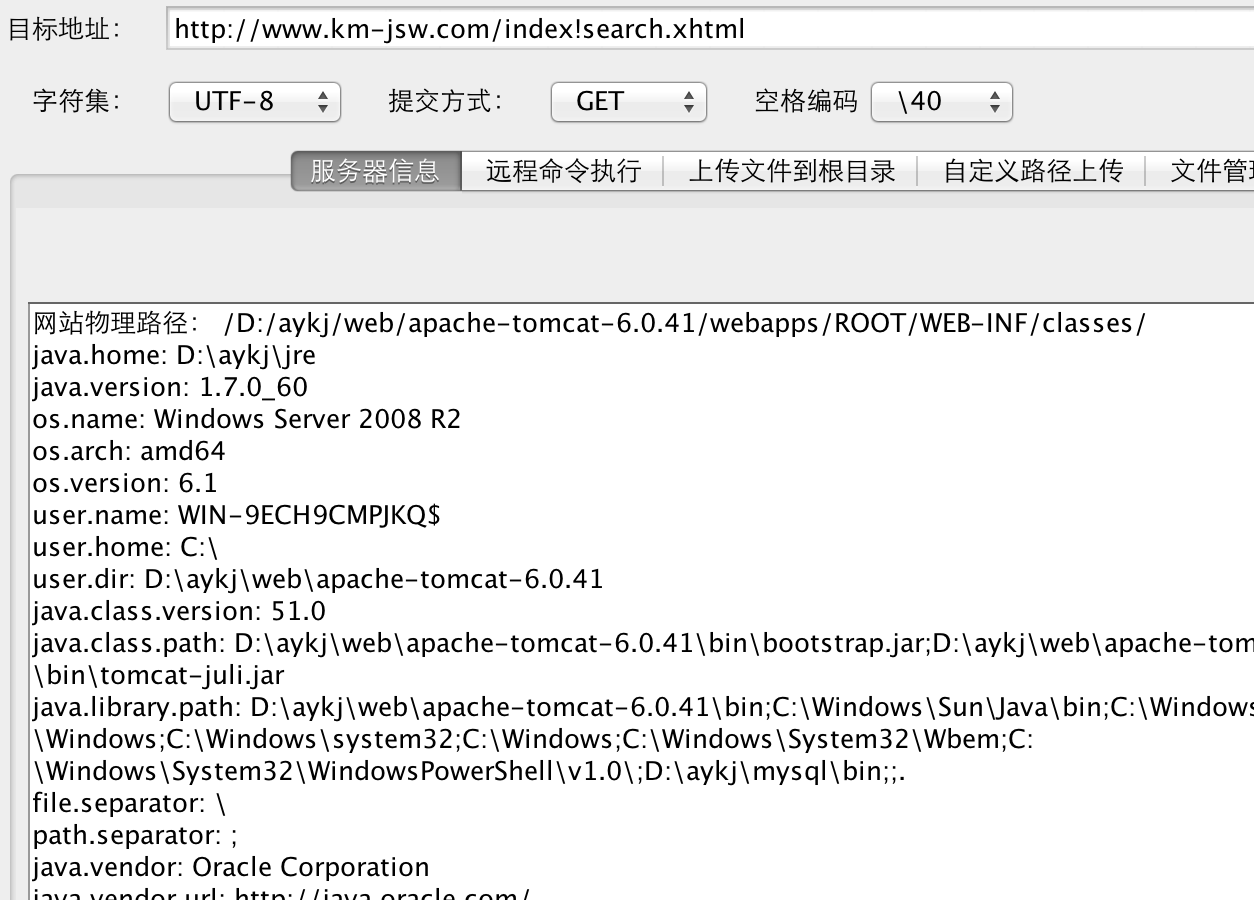 目标地址： http://www.km-jsw.com/index!search.xhtml
字符集： UTF-8 提交方式： GET 空格编码 \40
服务器信息 远程命令执行 上传文件到根目录 自定义路径上传 文件管
网站物理路径： /D:/aykj/web/apache-tomcat-6.0.41/webapps/ROOT/WEB-INF/classes/
java.home: D:\aykj\jre
java.version: 1.7.0_60
os.name: Windows Server 2008 R2
os.arch: amd64
os.version: 6.1
user.name: WIN-9ECH9CMPJKQ$
user.home: C:\
user.dir: D:\aykj\web\apache-tomcat-6.0.41
java.class.version: 51.0
java.class.path: D:\aykj\web\apache-tomcat-6.0.41\bin\bootstrap.jar;D:\aykj\web\apache-tom
\bin\tomcat-juli.jar
java.library.path: D:\aykj\web\apache-tomcat-6.0.41\bin;C:\Windows\Sun\Java\bin;C:\Windows
\Windows;C:\Windows\system32;C:\Windows;C:\Windows\System32\Wbem;C:
\Windows\System32\WindowsPowerShell\v1.0\;D:\aykj\mysql\bin;;.
file.separator: \
path.separator: ;
java.vendor: Oracle Corporation
java.vendor.url: http://java.oracle.com/